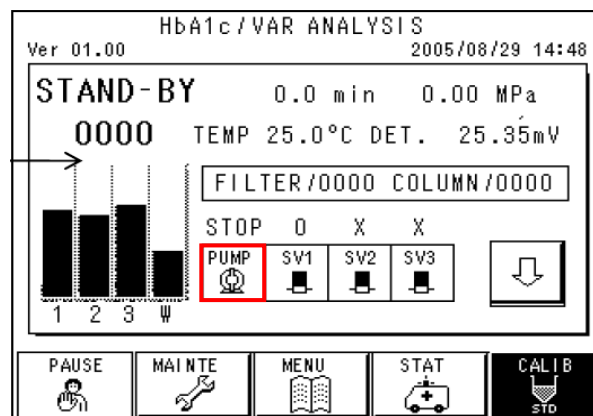 HbA1c/VAR ANALYSIS
Ver 01.00 2005/08/29 14:48
STAND-BY 0.0 min 0.00 MPa
0000 TEMP 25.0°C DET. 25.35mV
FILTER/0000 COLUMN/0000
STOP O X X
PUMP SV1 SV2 SV3
1 2 3 W
PAUSE MAINTE MENU STAT CALIB
STD